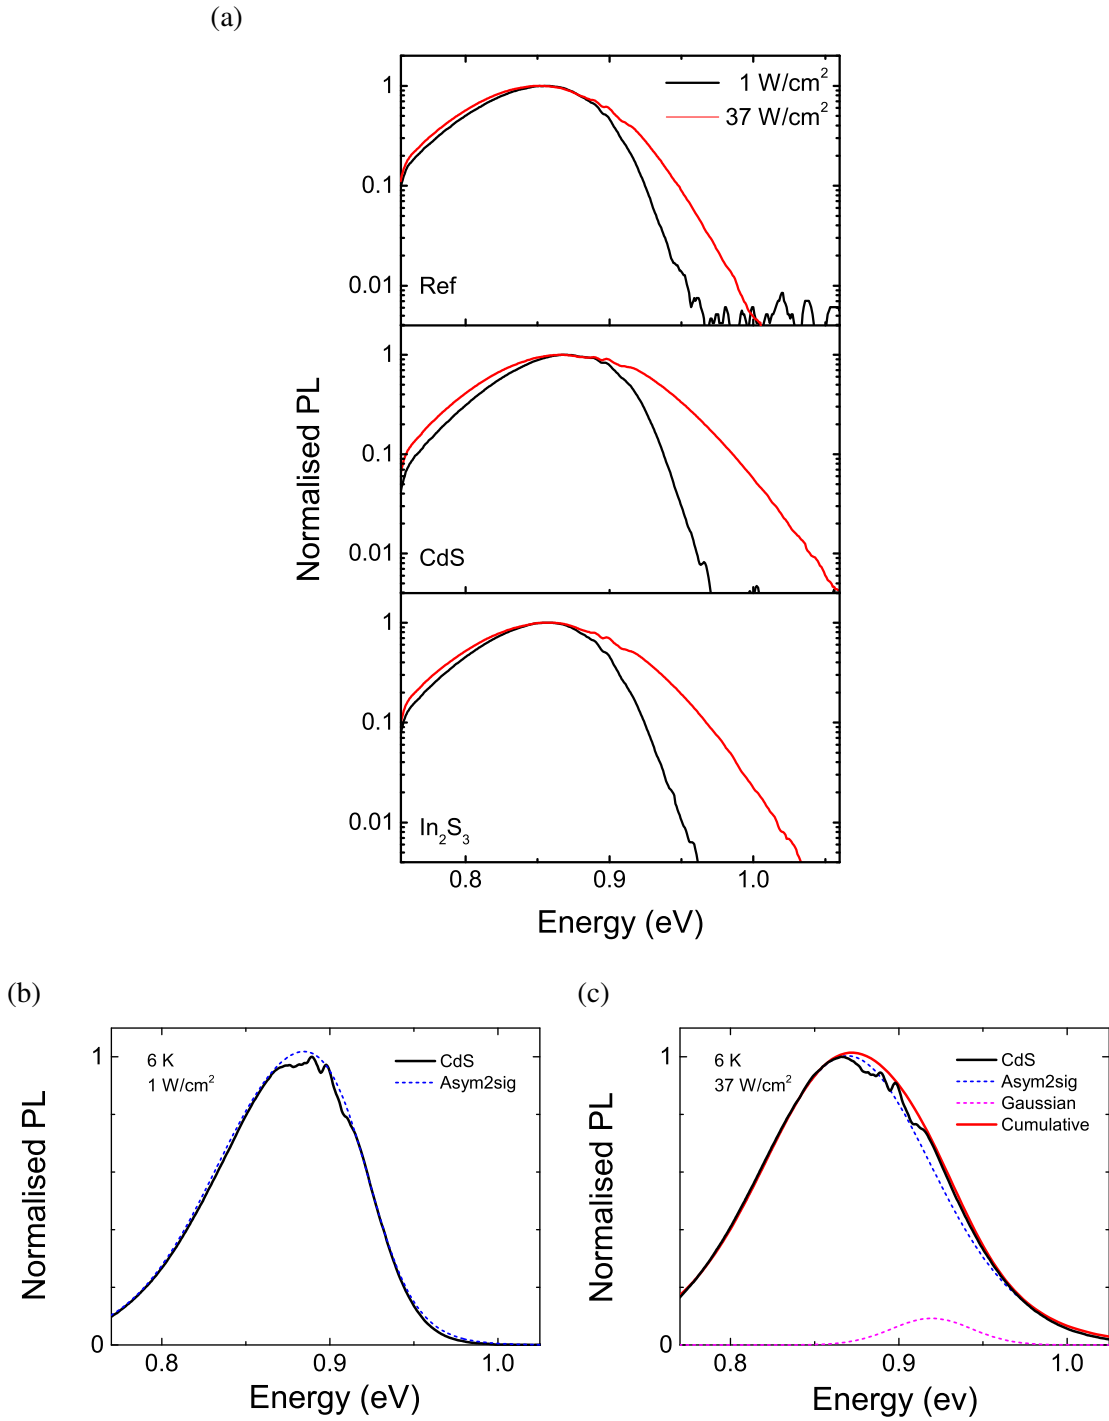 (a)
1 W/cm²
37 W/cm²
1
0.1
0.01
Ref
1
0.1
0.01
CdS
1
0.1
0.01
In₂S₃
Normalised PL
0.8 0.9 1.0
Energy (eV)
(b)
6 K
1 W/cm²
CdS
Asym2sig
1
0
Normalised PL
0.8 0.9 1.0
Energy (eV)
(c)
6 K
37 W/cm²
CdS
Asym2sig
Gaussian
Cumulative
1
0
Normalised PL
0.8 0.9 1.0
Energy (ev)